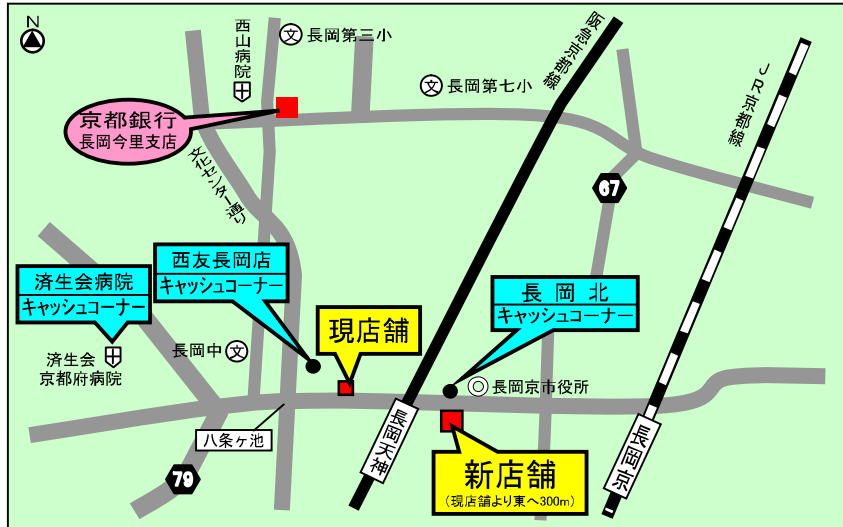 N
西山病院
文 長岡第三小
阪急京都線
JR京都線
文 長岡第七小
京都銀行
長岡今里支店
文化センター通り
67
済生会病院
キャッシュコーナー
西友長岡店
キャッシュコーナー
長岡北
キャッシュコーナー
現店舗
長岡中 文
済生会
京都府病院
長岡京市役所
八条ヶ池
長岡天神
長岡京
新店舗
(現店舗より東へ300m)
79